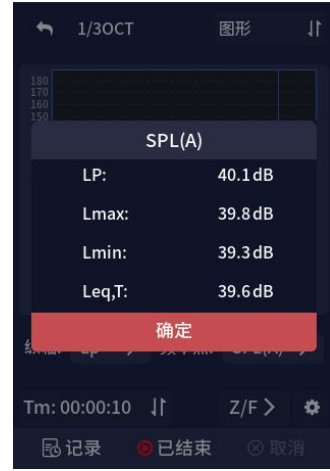 1/3OCT 图形
180
170
160
150
SPL(A)
LP: 40.1dB
Lmax: 39.8dB
Lmin: 39.3dB
Leq,T: 39.6dB
确定
Tm: 00:00:10 Z/F >
记录 已结束 取消